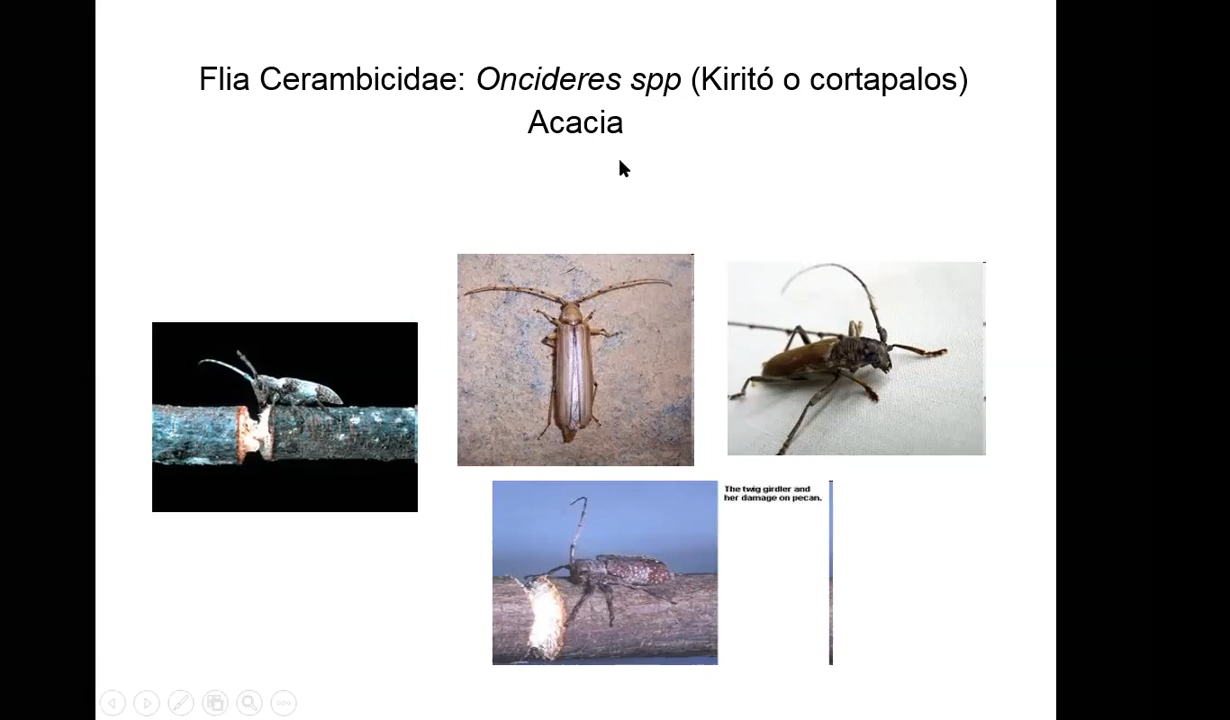 Flia Cerambicidae: Oncideres spp (Kiritó o cortapalos)
Acacia
The twig girdler and
her damage on pecan.